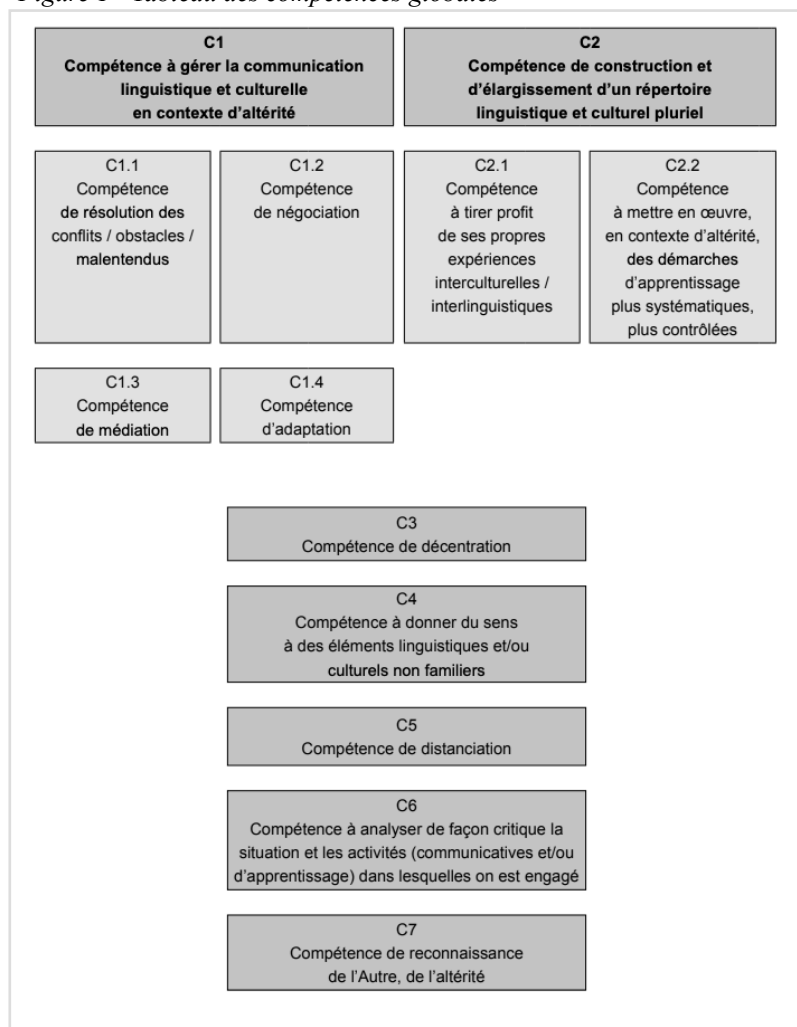 Figure 1 - Tableau des compétences globales
C1
Compétence à gérer la communication
linguistique et culturelle
en contexte d'altérité
C2
Compétence de construction et
d'élargissement d'un répertoire
linguistique et culturel pluriel
C1.1
Compétence
de résolution des
conflits / obstacles /
malentendus
C1.2
Compétence
de négociation
C2.1
Compétence
à tirer profit
de ses propres
expériences
interculturelles /
interlinguistiques
C2.2
Compétence
à mettre en œuvre,
en contexte d'altérité,
des démarches
d'apprentissage
plus systématiques,
plus contrôlées
C1.3
Compétence
de médiation
C1.4
Compétence
d'adaptation
C3
Compétence de décentration
C4
Compétence à donner du sens
à des éléments linguistiques et/ou
culturels non familiers
C5
Compétence de distanciation
C6
Compétence à analyser de façon critique la
situation et les activités (communicatives et/ou
d'apprentissage) dans lesquelles on est engagé
C7
Compétence de reconnaissance
de l'Autre, de l'altérité